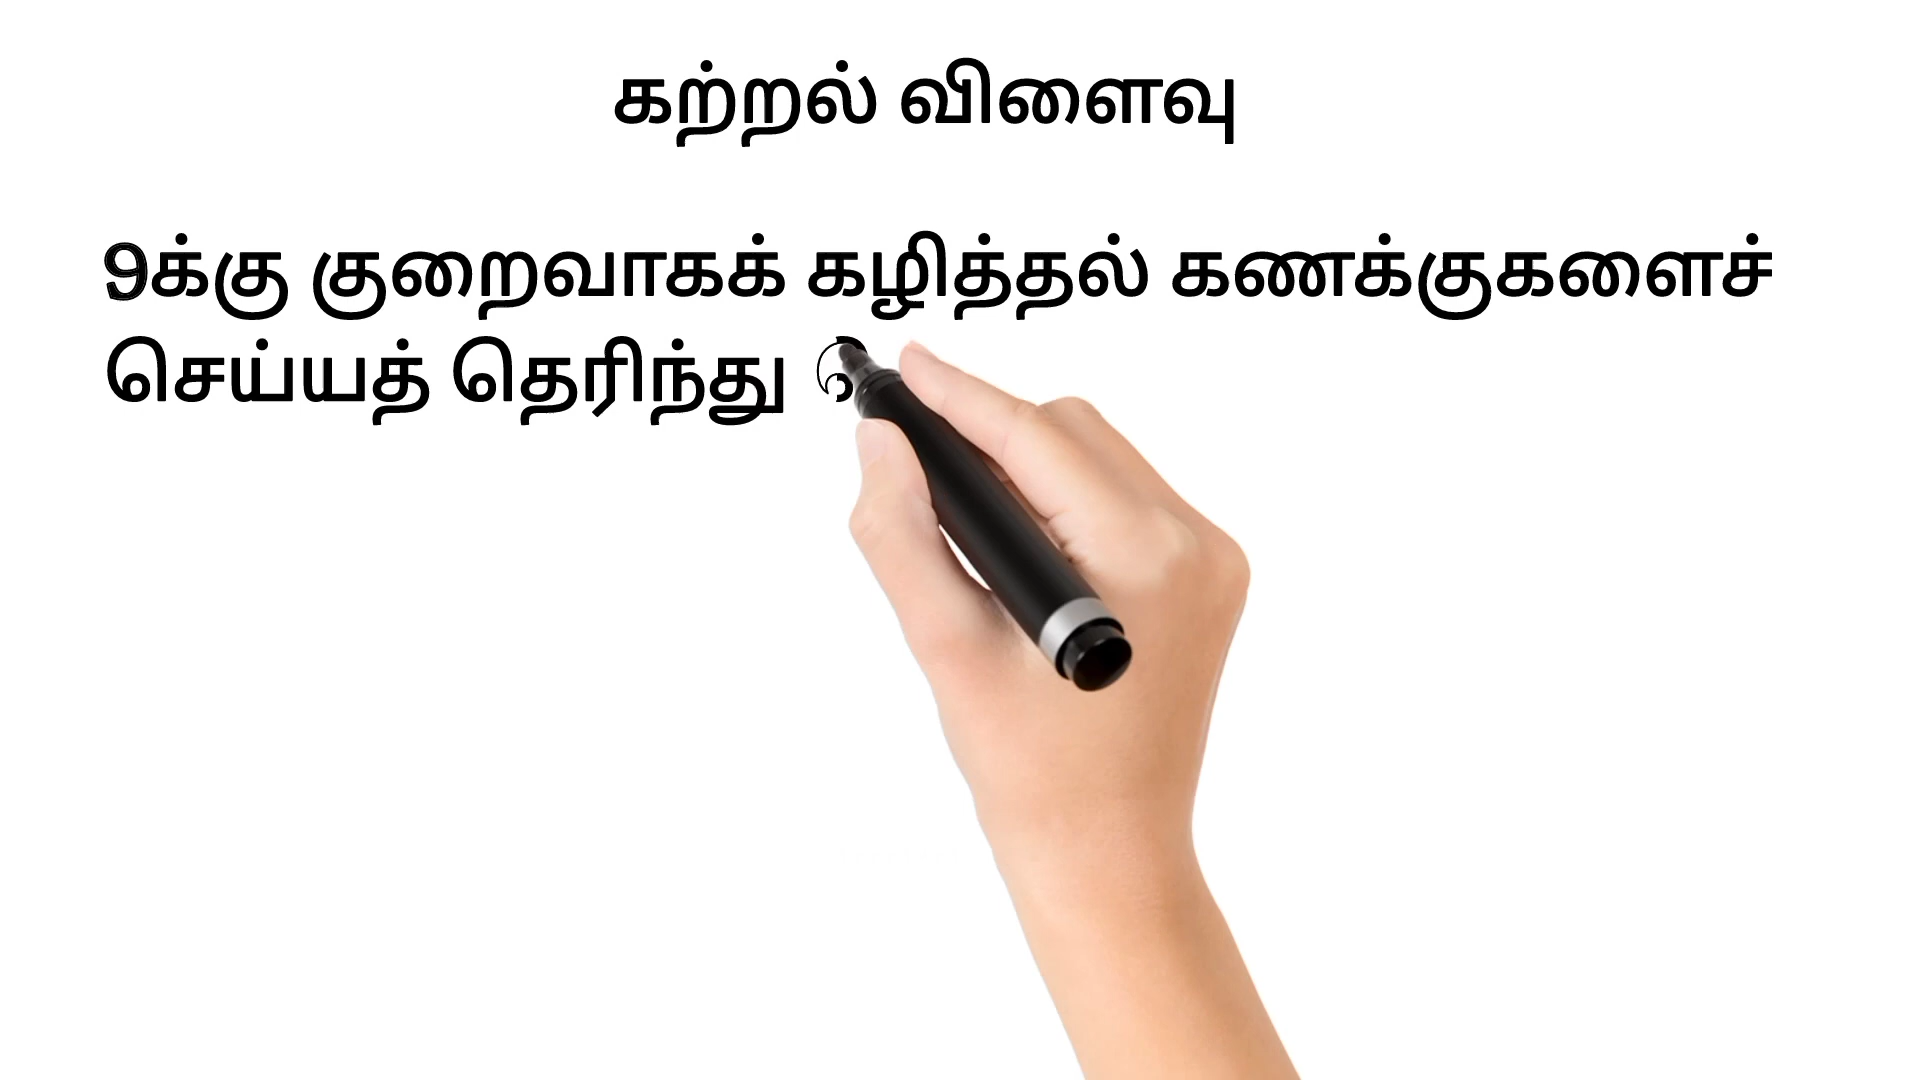 கற்றல் விளைவு
9க்கு குறைவாகக் கழித்தல் கணக்குகளைச்
செய்யத் தெரிந்து